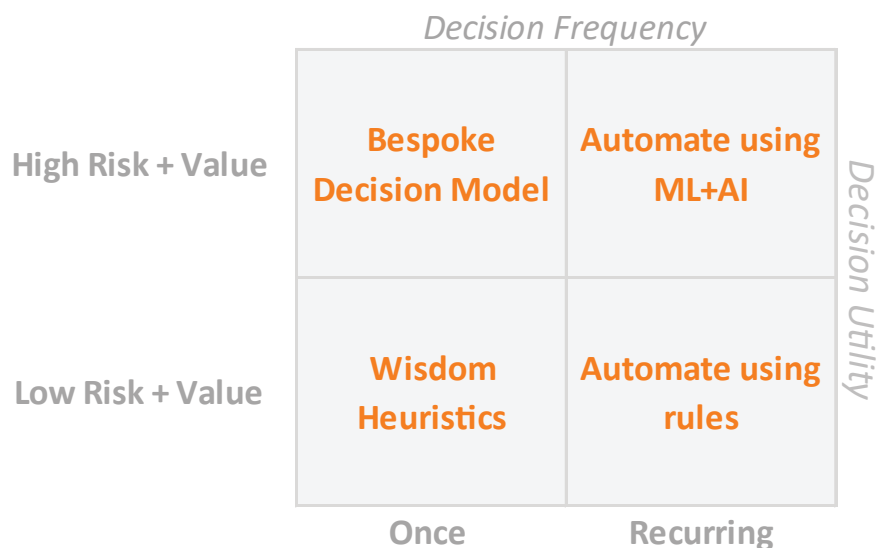 Decision Frequency
High Risk + Value
Bespoke
Decision Model
Automate using
ML+AI
Decision Utility
Low Risk + Value
Wisdom
Heuristics
Automate using
rules
Once
Recurring